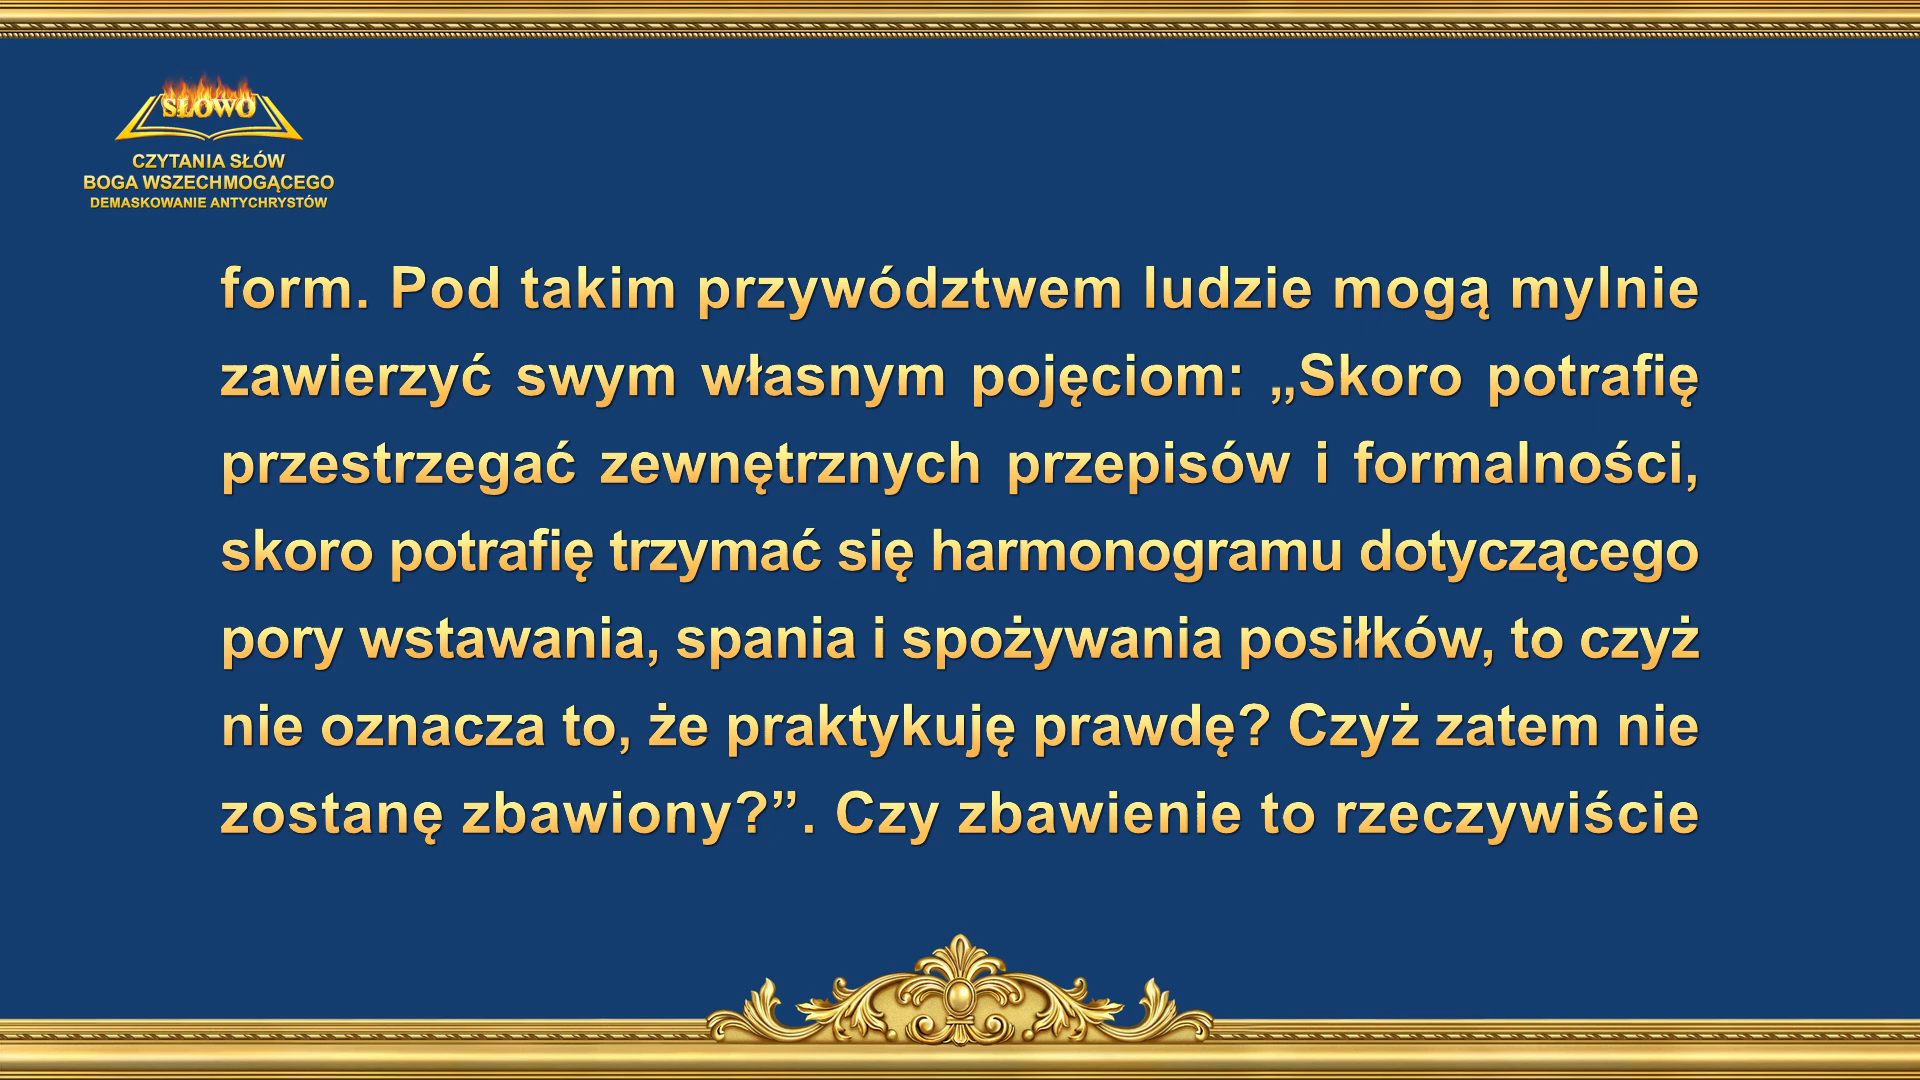 SŁOWO
CZYTANIA SŁÓW
BOGA WSZECHMOGĄCEGO
DEMASKOWANIE ANTYCHRYSTÓW
form. Pod takim przywództwem ludzie mogą mylnie
zawierzyć swym własnym pojęciom: „Skoro potrafię
przestrzegać zewnętrznych przepisów i formalności,
skoro potrafię trzymać się harmonogramu dotyczącego
pory wstawania, spania i spożywania posiłków, to czyż
nie oznacza to, że praktykuję prawdę? Czyż zatem nie
zostanę zbawiony?”. Czy zbawienie to rzeczywiście